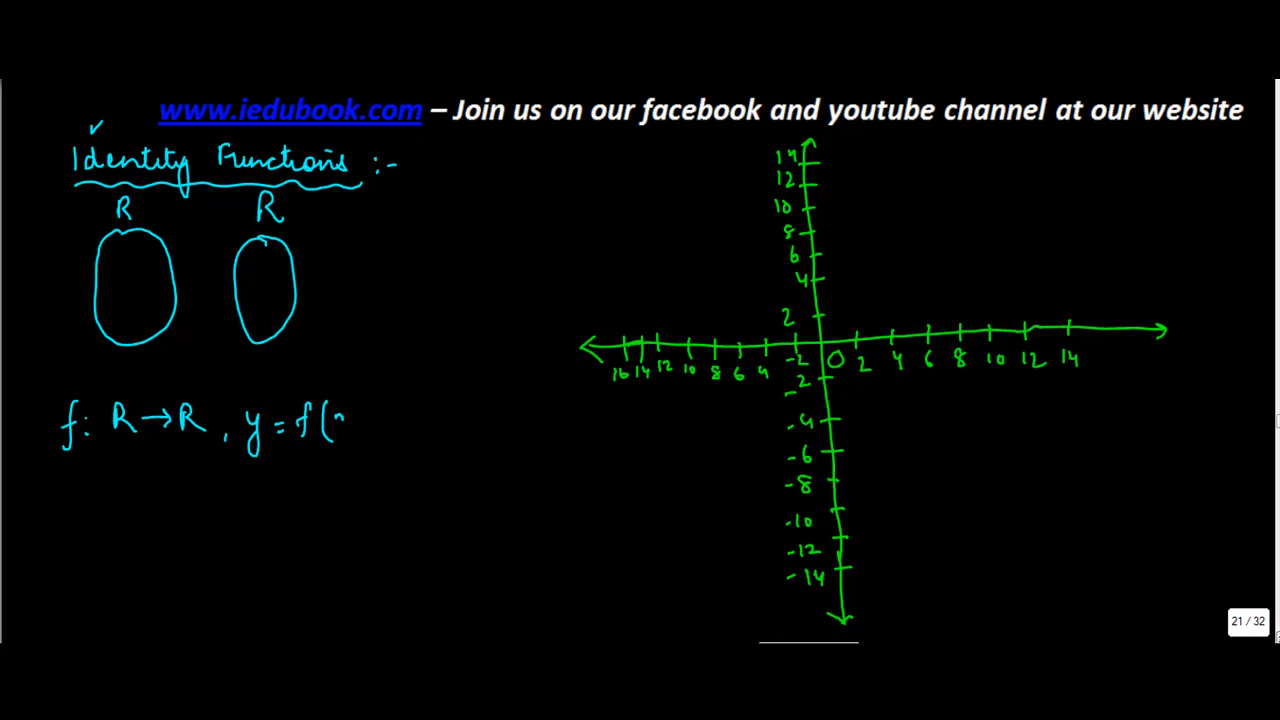 www.iedubook.com – Join us on our facebook and youtube channel at our website
Identity Functions :-
R R
f: R → R , y = f(
14
12
10
8
6
4
2
16 14 12 10 8 6 4 -2 O 2 4 6 8 10 12 14
-2
-4
-6
-8
-10
-12
-14
21 / 32